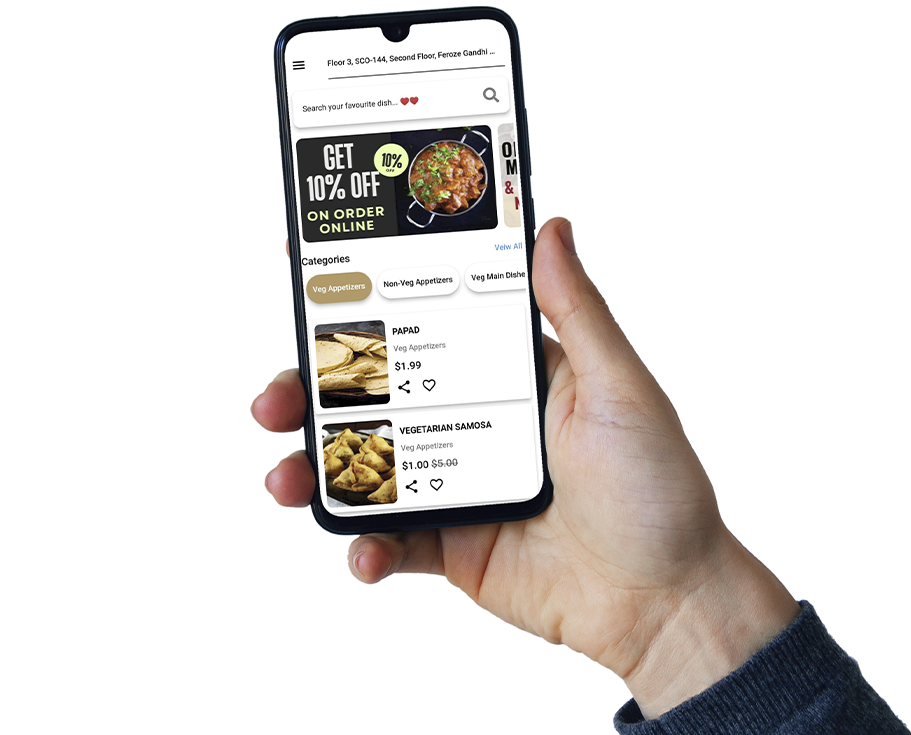 Floor 3, SCO-144, Second Floor, Feroze Gandhi ...
Search your favourite dish... ❤️❤️
GET
10% OFF
ON ORDER
ONLINE
10%
OFF
O
M
&
Categories
Veiw All
Veg Appetizers
Non-Veg Appetizers
Veg Main Dishe
PAPAD
Veg Appetizers
$1.99
VEGETARIAN SAMOSA
Veg Appetizers
$1.00 $5.00